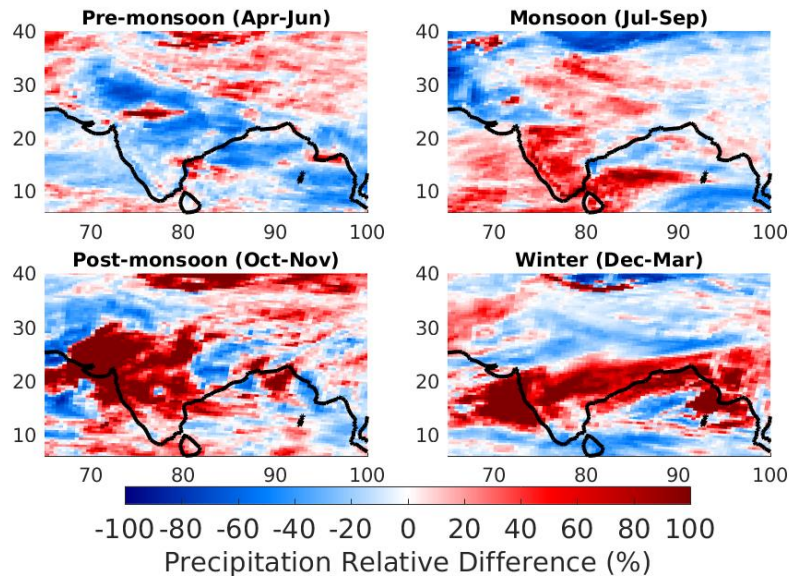 Pre-monsoon (Apr-Jun) Monsoon (Jul-Sep)
40 40
30 30
20 20
10 10
70 80 90 100 70 80 90 100
Post-monsoon (Oct-Nov) Winter (Dec-Mar)
40 40
30 30
20 20
10 10
70 80 90 100 70 80 90 100
-100 -80 -60 -40 -20 0 20 40 60 80 100
Precipitation Relative Difference (%)